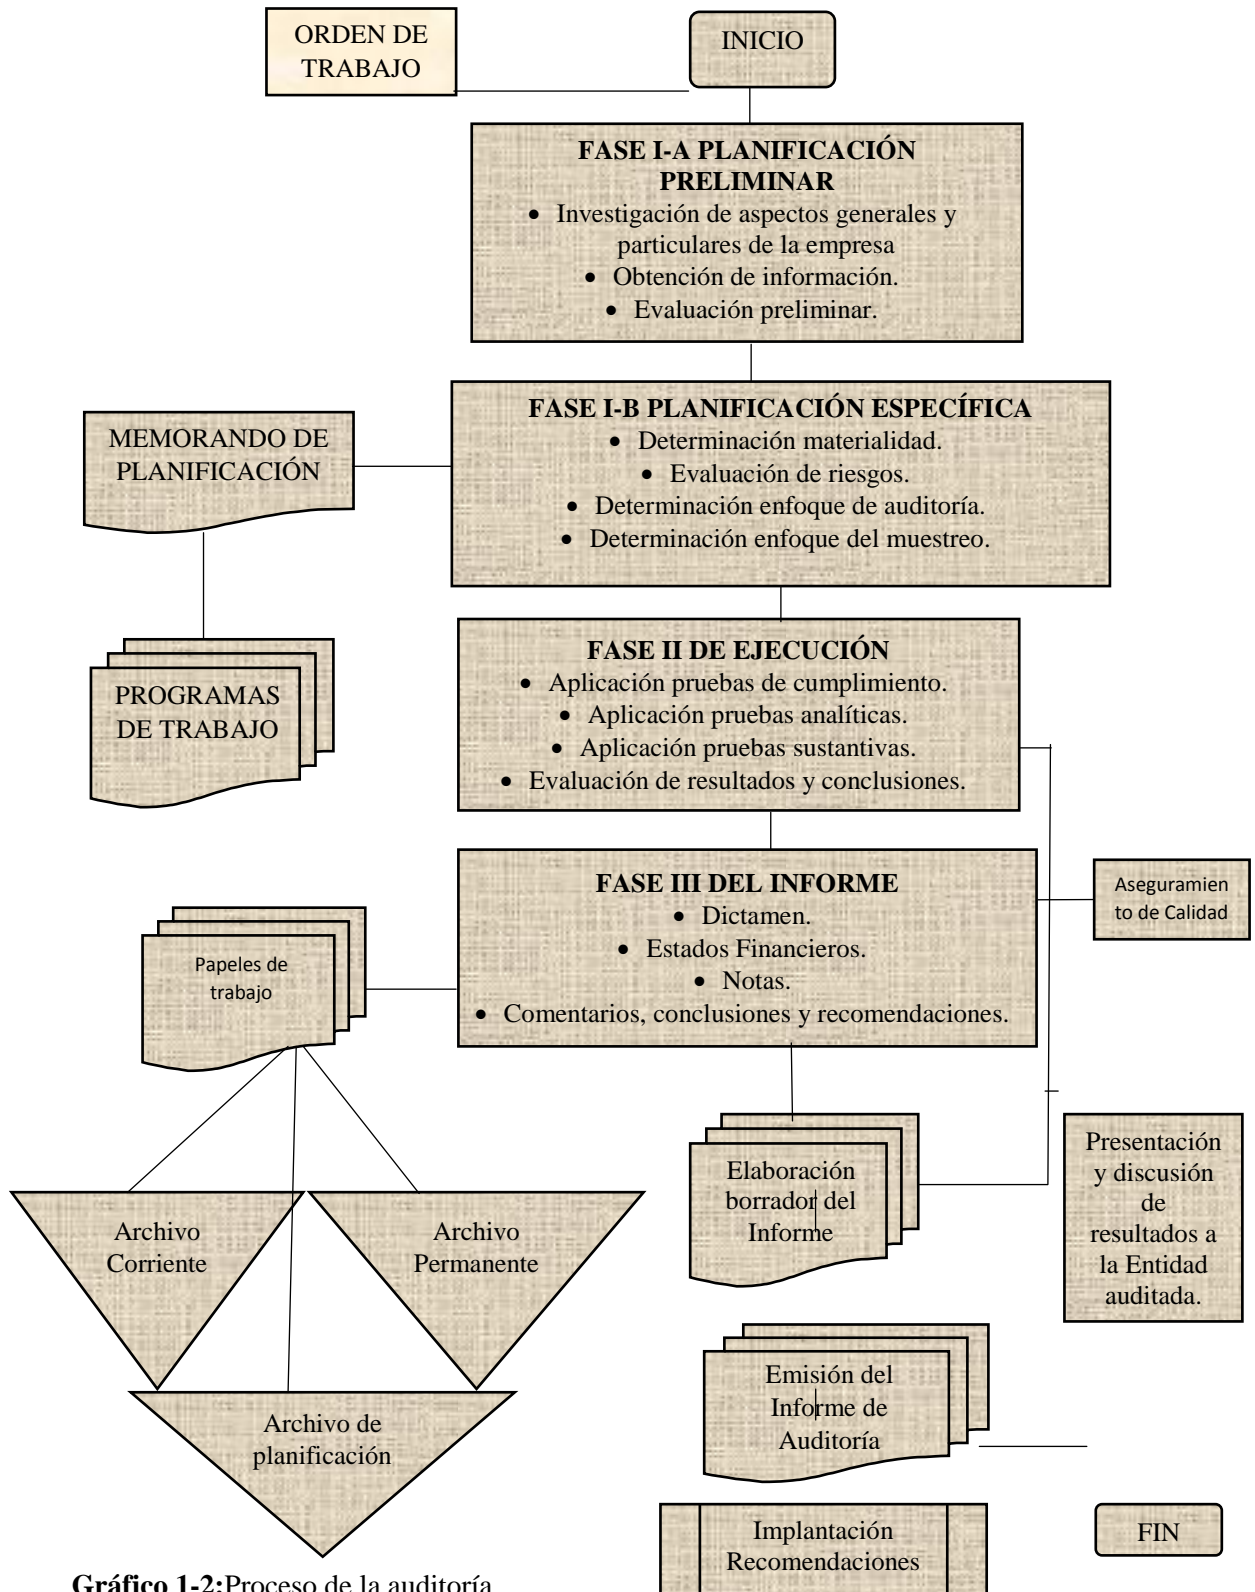 ORDEN DE
TRABAJO
INICIO
FASE I-A PLANIFICACIÓN
PRELIMINAR
• Investigación de aspectos generales y
particulares de la empresa
• Obtención de información.
• Evaluación preliminar.
FASE I-B PLANIFICACIÓN ESPECÍFICA
• Determinación materialidad.
• Evaluación de riesgos.
• Determinación enfoque de auditoría.
• Determinación enfoque del muestreo.
MEMORANDO DE
PLANIFICACIÓN
PROGRAMAS
DE TRABAJO
FASE II DE EJECUCIÓN
• Aplicación pruebas de cumplimiento.
• Aplicación pruebas analíticas.
• Aplicación pruebas sustantivas.
• Evaluación de resultados y conclusiones.
FASE III DEL INFORME
• Dictamen.
• Estados Financieros.
• Notas.
• Comentarios, conclusiones y recomendaciones.
Aseguramien
to de Calidad
Papeles de
trabajo
Archivo
Corriente
Archivo
Permanente
Archivo de
planificación
Elaboración
borrador del
Informe
Presentación
y discusión
de
resultados a
la Entidad
auditada.
Emisión del
Informe de
Auditoría
Implantación
Recomendaciones
FIN
Gráfico 1-2:Proceso de la auditoría